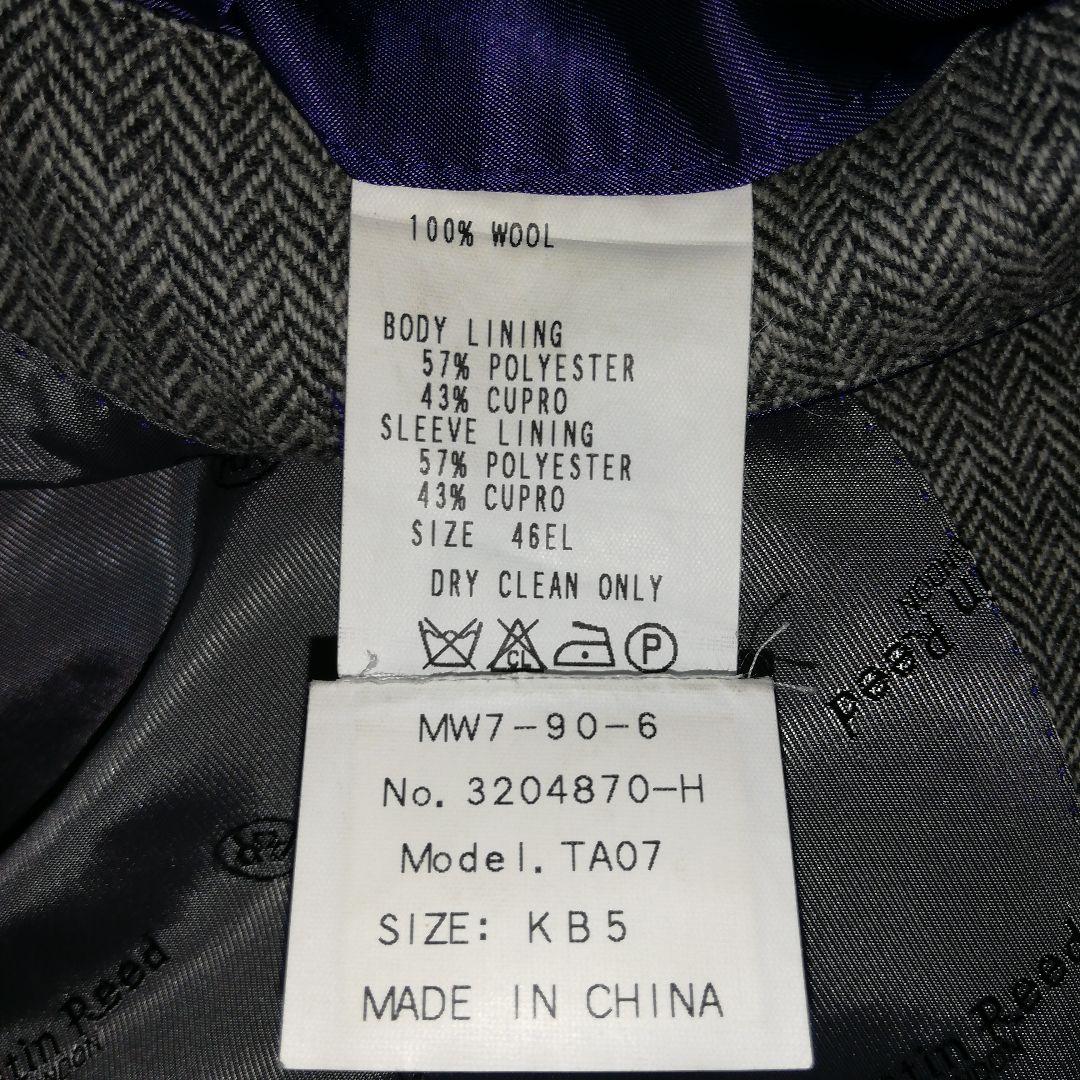 100% WOOL
BODY LINING
57% POLYESTER
43% CUPRO
SLEEVE LINING
57% POLYESTER
43% CUPRO
SIZE 46EL
DRY CLEAN ONLY
CL P
MW7-90-6
No. 3204870-H
Model. TA07
SIZE: KB5
MADE IN CHINA
Reed
tin Reed